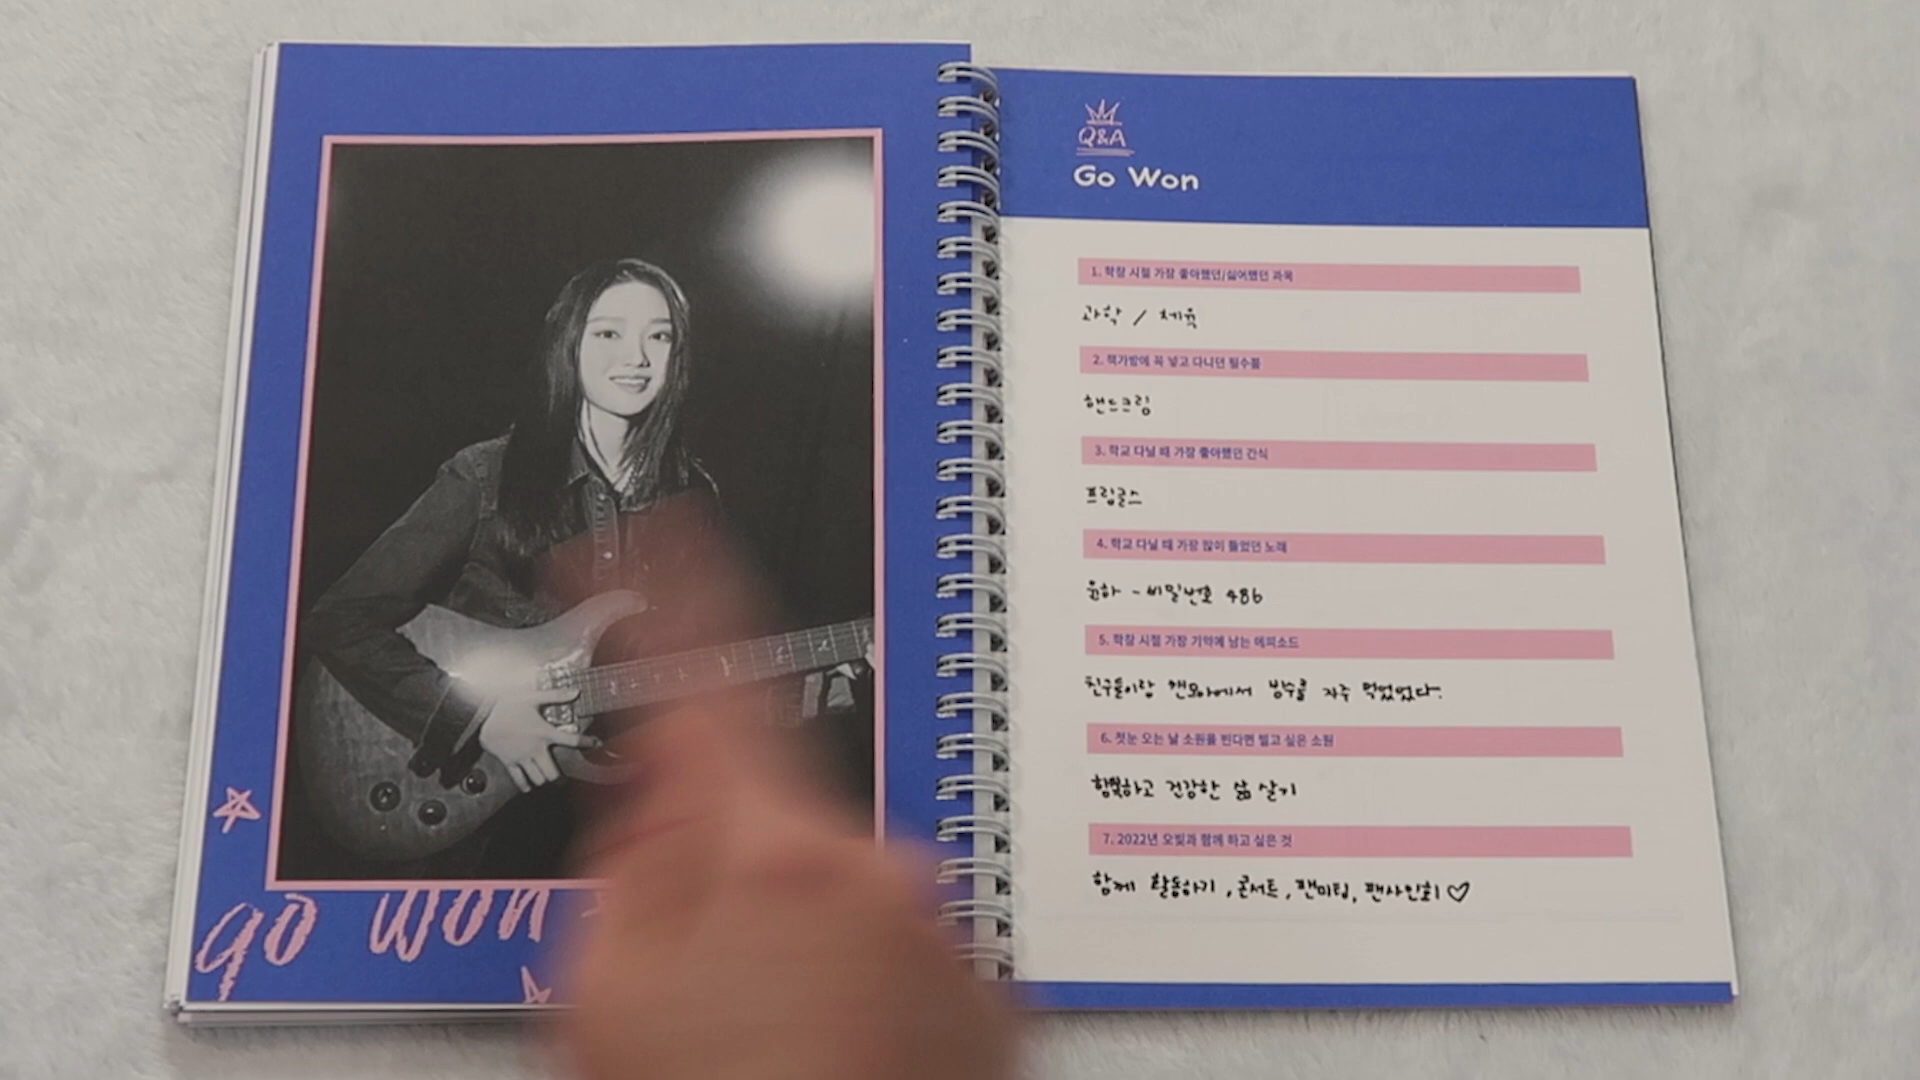 go won
Q&A
Go Won
1. 학창 시절 가장 좋아했던/싫어했던 과목
과학 / 체육
2. 책가방에 꼭 넣고 다니던 필수품
핸드크림
3. 학교 다닐 때 가장 좋아했던 간식
프링글스
4. 학교 다닐 때 가장 많이 들었던 노래
윤하 - 비밀번호 486
5. 학창 시절 가장 기억에 남는 에피소드
친구들이랑 캔모아에서 빙수를 자주 먹었었다.
6. 첫눈 오는 날 소원을 빈다면 빌고 싶은 소원
행복하고 건강한 삶 살기
7. 2022년 오빛과 함께 하고 싶은 것
함께 활동하기, 콘서트, 팬미팅, 팬사인회♡